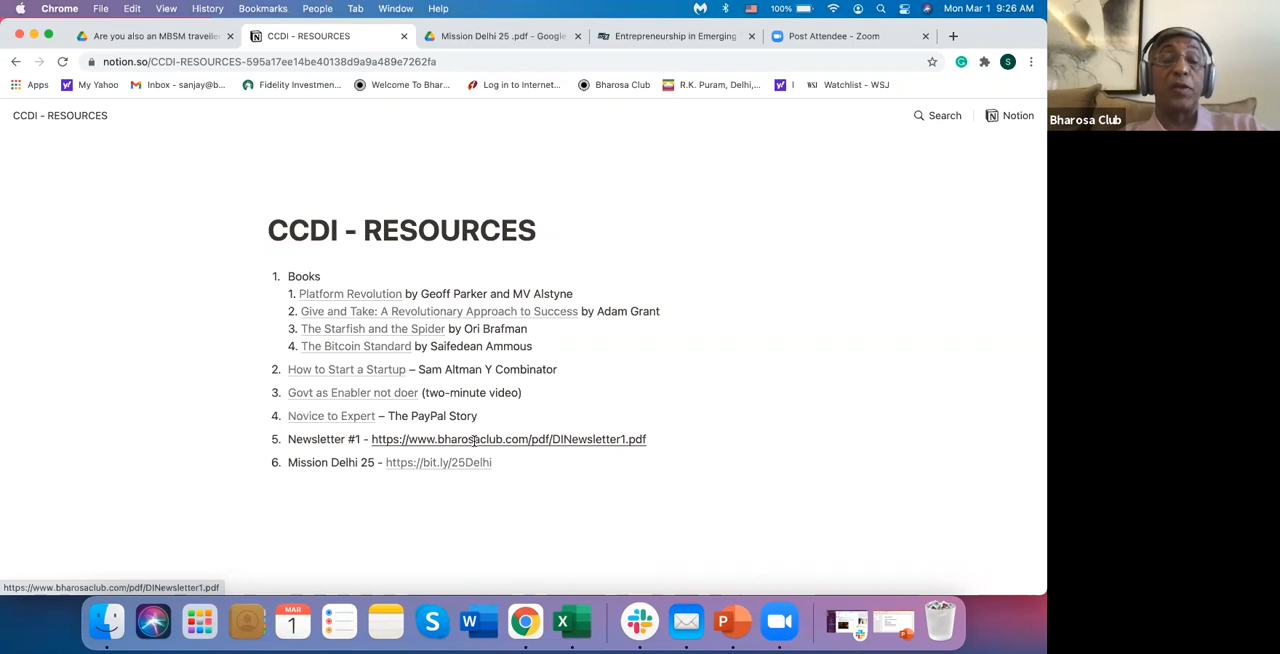 Chrome File Edit View History Bookmarks People Tab Window Help 100% Mon Mar 1 9:26 AM
Are you also an MBSM traveller CCDI - RESOURCES Mission Delhi 25 .pdf - Google Entrepreneurship in Emerging Post Attendee - Zoom
notion.so/CCDI-RESOURCES-595a17ee14be40138d9a9a489e7262fa S
Apps My Yahoo Inbox - sanjay@b... Fidelity Investmen... Welcome To Bhar... Log in to Internet... Bharosa Club R.K. Puram, Delhi,... I WSJ Watchlist - WSJ
CCDI - RESOURCES Search Notion
Bharosa Club
CCDI - RESOURCES
1. Books
1. Platform Revolution by Geoff Parker and MV Alstyne
2. Give and Take: A Revolutionary Approach to Success by Adam Grant
3. The Starfish and the Spider by Ori Brafman
4. The Bitcoin Standard by Saifedean Ammous
2. How to Start a Startup – Sam Altman Y Combinator
3. Govt as Enabler not doer (two-minute video)
4. Novice to Expert – The PayPal Story
5. Newsletter #1 - https://www.bharosaclub.com/pdf/DINewsletter1.pdf
6. Mission Delhi 25 - https://bit.ly/25Delhi
https://www.bharosaclub.com/pdf/DINewsletter1.pdf
MAR
1